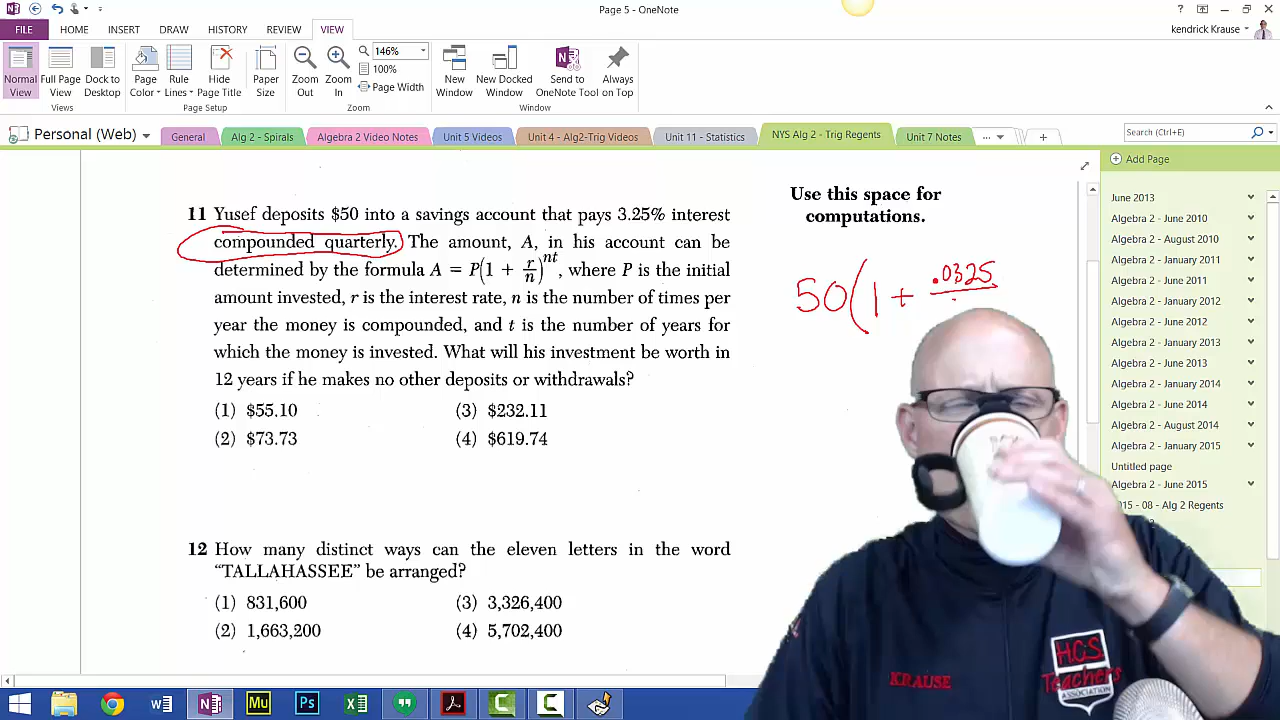 Page 5 - OneNote
?
FILE HOME INSERT DRAW HISTORY REVIEW VIEW
kendrick Krause
Normal View
Full Page View
Dock to Desktop
Page Color
Rule Lines
Hide Page Title
Paper Size
Zoom Out
Zoom In
146%
100%
Page Width
New Window
New Docked Window
Send to OneNote Tool
Always on Top
Views Page Setup Zoom Window
Personal (Web)
General Alg 2 - Spirals Algebra 2 Video Notes Unit 5 Videos Unit 4 - Alg2-Trig Videos Unit 11 - Statistics NYS Alg 2 - Trig Regents Unit 7 Notes ... +
Search (Ctrl+E)
Add Page
June 2013
Algebra 2 - June 2010
Algebra 2 - August 2010
Algebra 2 - June 2011
Algebra 2 - January 2012
Algebra 2 - June 2012
Algebra 2 - January 2013
Algebra 2 - June 2013
Algebra 2 - January 2014
Algebra 2 - June 2014
Algebra 2 - August 2014
Algebra 2 - January 2015
Untitled page
Algebra 2 - June 2015
15 - 08 - Alg 2 Regents
11 Yusef deposits $50 into a savings account that pays 3.25% interest
compounded quarterly. The amount, A, in his account can be
determined by the formula A = P(1 + r/n)^nt, where P is the initial
amount invested, r is the interest rate, n is the number of times per
year the money is compounded, and t is the number of years for
which the money is invested. What will his investment be worth in
12 years if he makes no other deposits or withdrawals?
(1) $55.10 (3) $232.11
(2) $73.73 (4) $619.74
Use this space for
computations.
50(1 + .0325
12 How many distinct ways can the eleven letters in the word
“TALLAHASSEE” be arranged?
(1) 831,600 (3) 3,326,400
(2) 1,663,200 (4) 5,702,400
KRAUSE
H.C.S.
Teachers
ASSOCIATION
Mu Ps